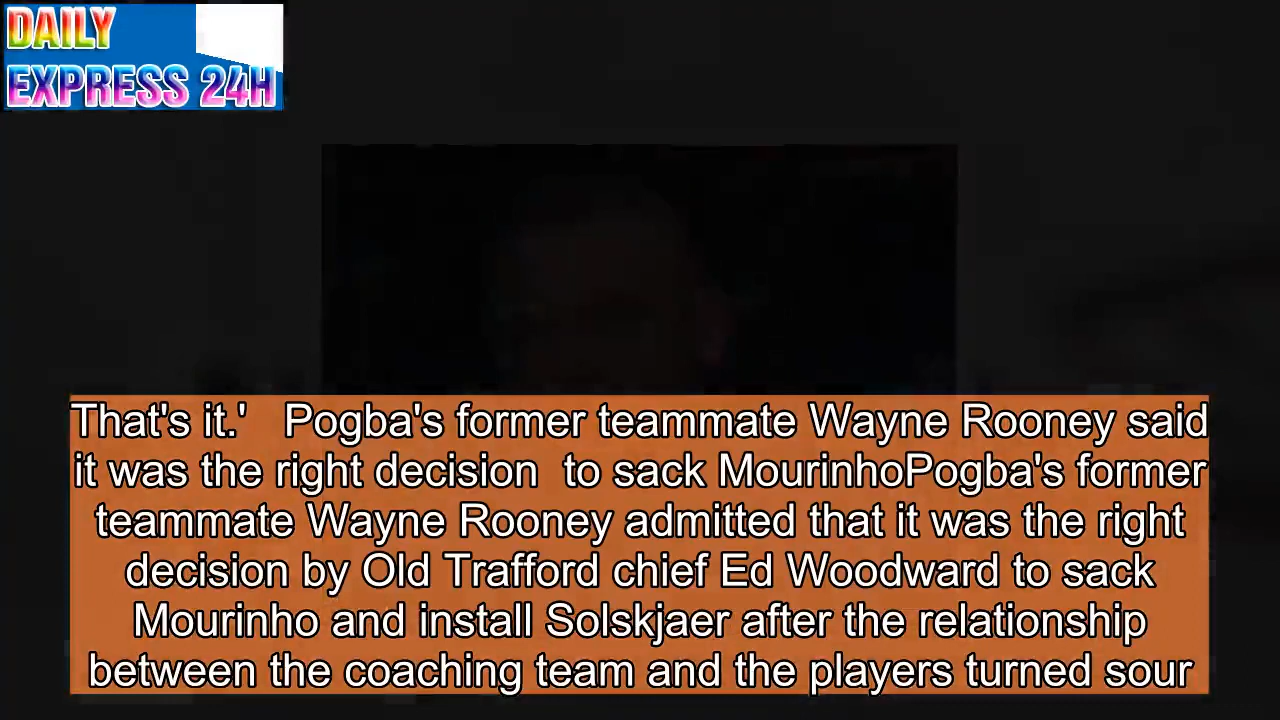 DAILY
EXPRESS 24H
That's it.'   Pogba's former teammate Wayne Rooney said
it was the right decision  to sack MourinhoPogba's former
teammate Wayne Rooney admitted that it was the right
decision by Old Trafford chief Ed Woodward to sack
Mourinho and install Solskjaer after the relationship
between the coaching team and the players turned sour